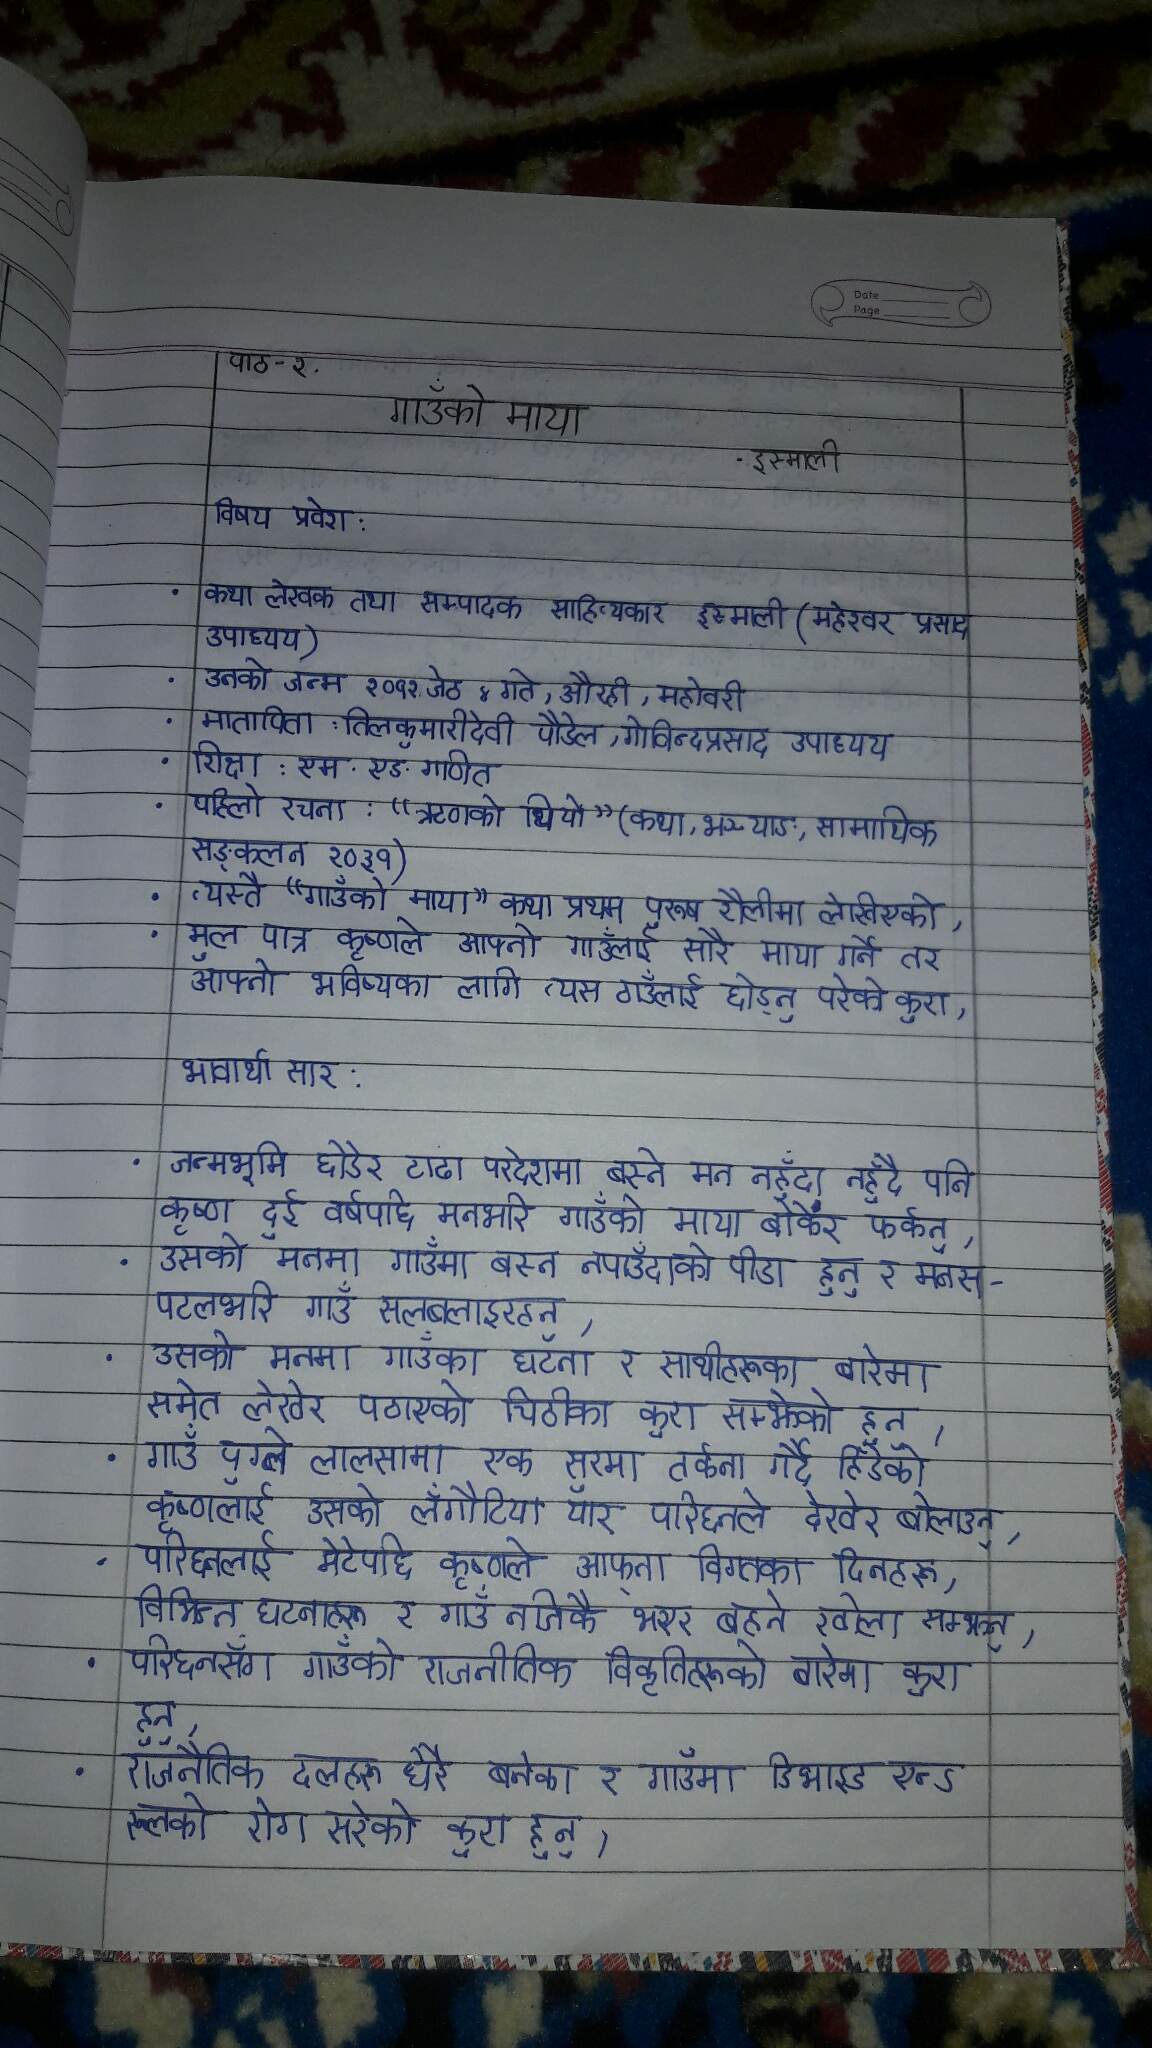 Date
Page
पाठ-२.
गाउँको माया
- इस्माली
विषय प्रवेश :
• कथा लेखक तथा सम्पादक साहित्यकार इस्माली (महेश्वर प्रसाद
उपाध्यय)
• उनको जन्म २०१२ जेठ ४ गते, औरही, महोत्तरी
• मातापिता : तिलकुमारीदेवी पौडेल, गोविन्दप्रसाद उपाध्यय
• शिक्षा : एम. एड. गणित
• पहिलो रचना : “ऋणको थियो” (कथा, भऱ्याङ, सामायिक
सङ्कलन २०३१)
• त्यस्तै “गाउँको माया” कथा प्रथम पुरूष शैलीमा लेखिएको,
• मुल पात्र कृष्णले आफ्नो गाउँलाई सारै माया गर्ने तर
आफ्नो भविष्यका लागि त्यस ठाउँलाई छोड्नु परेको कुरा,
भावार्थ सार :
• जन्मभूमि छोडेर टाढा परदेशमा बस्ने मन नहुँदा नहुँदै पनि
कृष्ण दुई वर्षपछि मनभरि गाउँको माया बोकेर फर्कनु,
• उसको मनमा गाउँमा बस्न नपाउँदाको पीडा हुनु र मनस-
पटलभरि गाउँ सलबलाइरहनु,
• उसको मनमा गाउँका घटना र साथीहरूका बारेमा
समेत लेखेर पठाएको चिठीका कुरा सम्झेको हुन,
• गाउँ पुग्ने लालसामा एक सुरमा तर्कना गर्दै हिँडेको
कृष्णलाई उसको लँगौटिया यार परिछनले देखेर बोलाउनु,
• परिछनलाई भेटेपछि कृष्णले आफ्ना विगतका दिनहरू,
विभिन्न घटनाहरू र गाउँ नजिकै भएर बहने खोला सम्झनु,
• परिछनसँग गाउँको राजनीतिक विकृतिहरूको बारेमा कुरा
हुनु,
• राजनैतिक दलहरू धेरै बनेका र गाउँमा डिभाइड एन्ड
रूलको रोग सरेको कुरा हुनु,